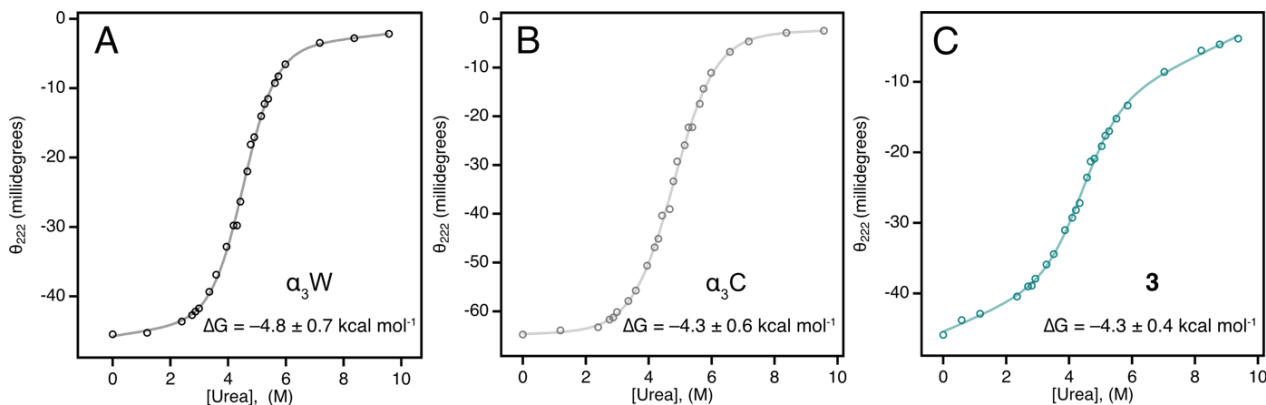 A
0
-10
-20
-30
-40
θ222 (millidegrees)
α3W
ΔG = –4.8 ± 0.7 kcal mol-1
0 2 4 6 8 10
[Urea], (M)
B
0
-10
-20
-30
-40
-50
-60
θ222 (millidegrees)
α3C
ΔG = –4.3 ± 0.6 kcal mol-1
0 2 4 6 8 10
[Urea], (M)
C
-10
-20
-30
-40
θ222 (millidegrees)
3
ΔG = –4.3 ± 0.4 kcal mol-1
0 2 4 6 8 10
[Urea], (M)